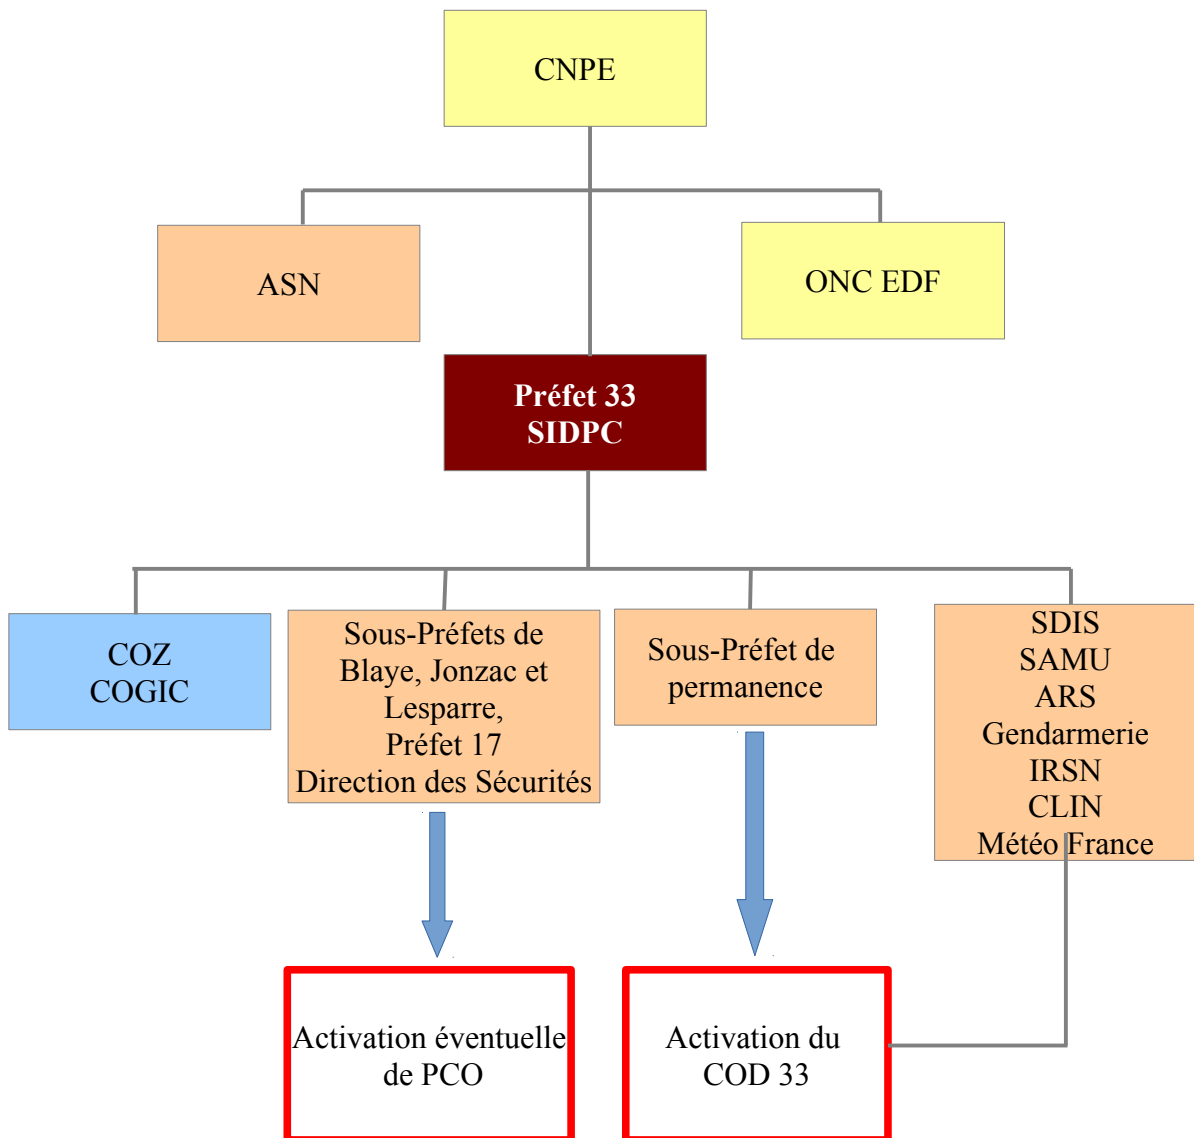 CNPE
ASN
ONC EDF
Préfet 33
SIDPC
COZ
COGIC
Sous-Préfets de
Blaye, Jonzac et
Lesparre,
Préfet 17
Direction des Sécurités
Sous-Préfet de
permanence
SDIS
SAMU
ARS
Gendarmerie
IRSN
CLIN
Météo France
Activation éventuelle
de PCO
Activation du
COD 33